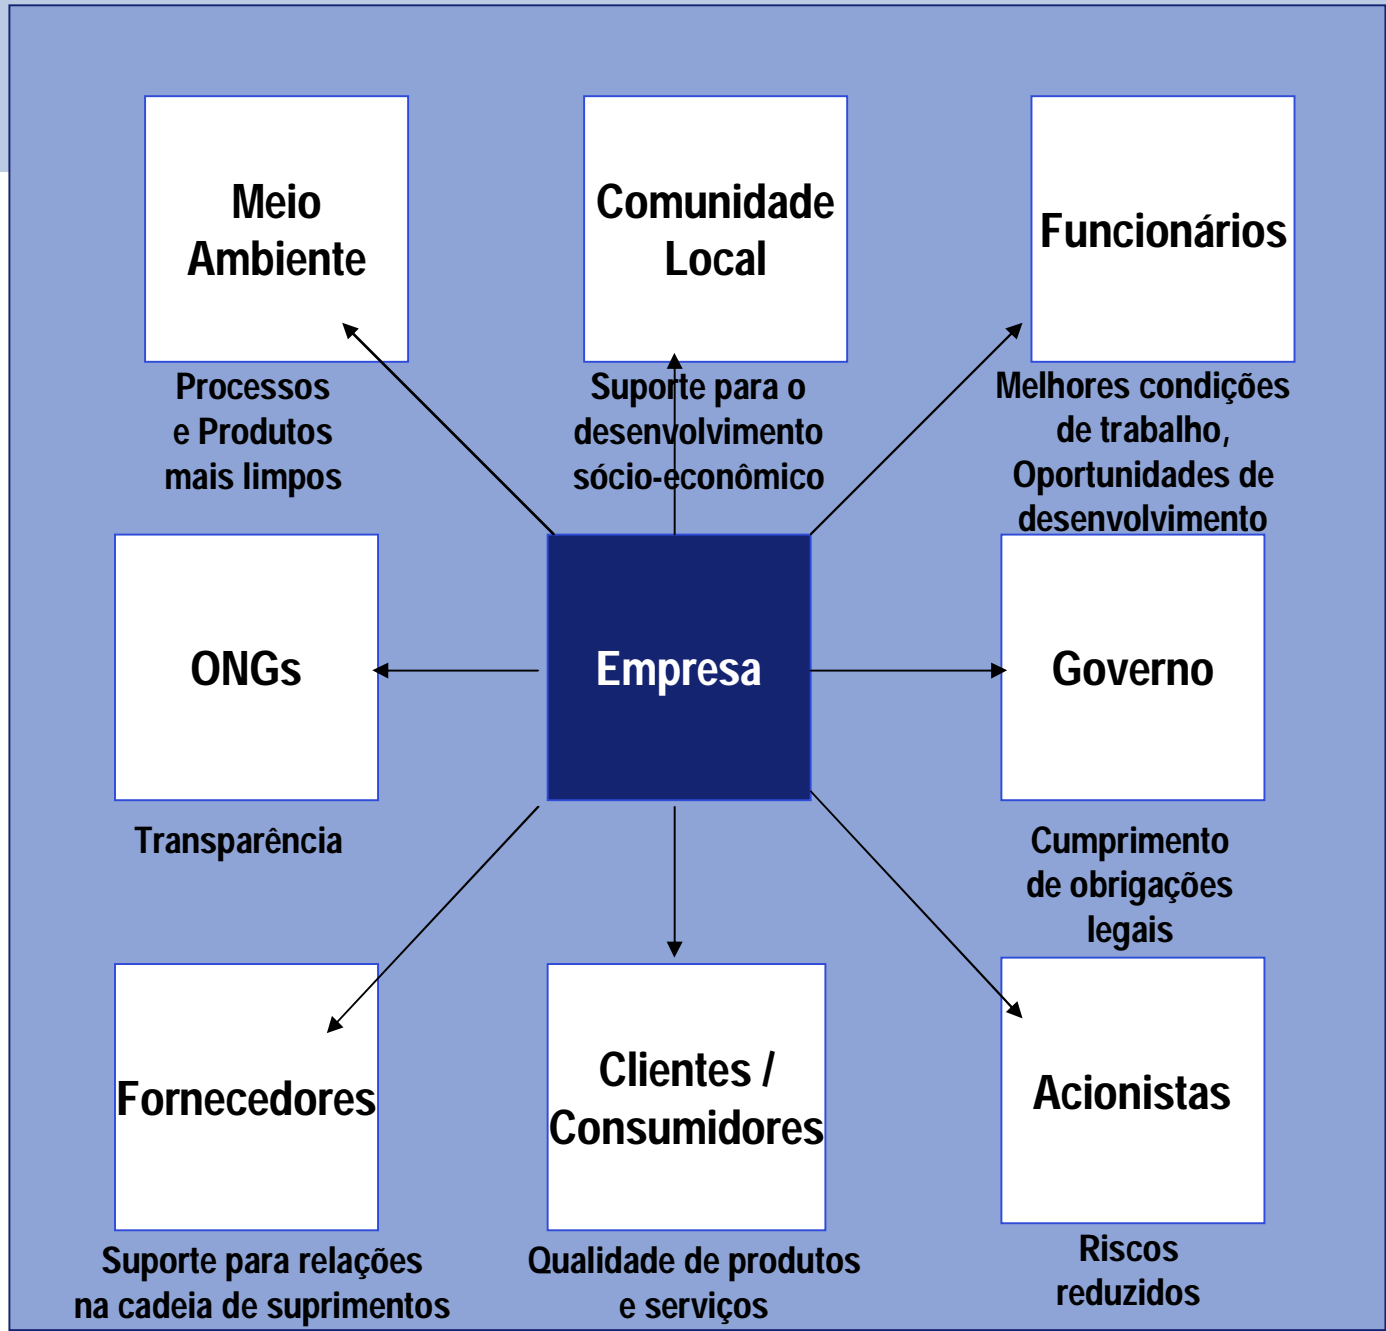 Meio
Ambiente
Processos
e Produtos
mais limpos
Comunidade
Local
Suporte para o
desenvolvimento
sócio-econômico
Funcionários
Melhores condições
de trabalho,
Oportunidades de
desenvolvimento
ONGs
Transparência
Empresa
Governo
Cumprimento
de obrigações
legais
Fornecedores
Suporte para relações
na cadeia de suprimentos
Clientes /
Consumidores
Qualidade de produtos
e serviços
Acionistas
Riscos
reduzidos